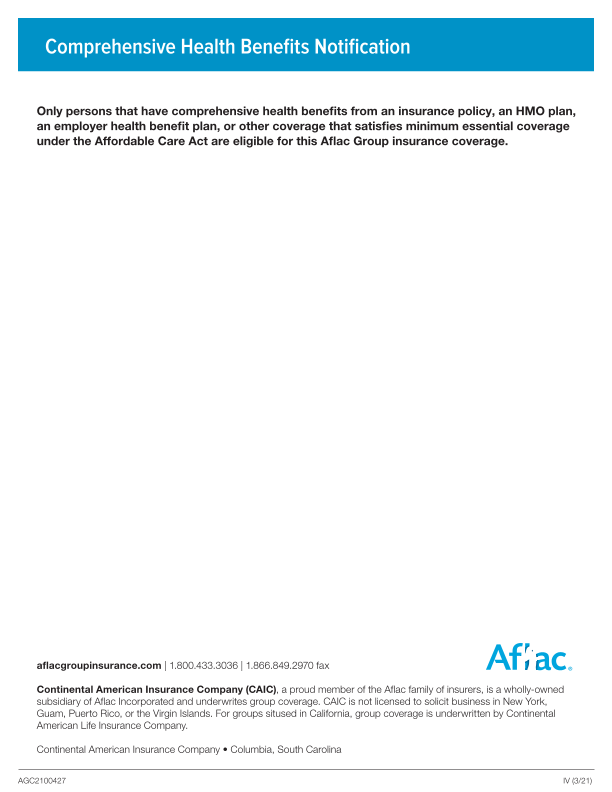 Comprehensive Health Benefits Notification
Only persons that have comprehensive health benefits from an insurance policy, an HMO plan,
an employer health benefit plan, or other coverage that satisfies minimum essential coverage
under the Affordable Care Act are eligible for this Aflac Group insurance coverage.
Aflac®
aflacgroupinsurance.com | 1.800.433.3036 | 1.866.849.2970 fax
Continental American Insurance Company (CAIC), a proud member of the Aflac family of insurers, is a wholly-owned
subsidiary of Aflac Incorporated and underwrites group coverage. CAIC is not licensed to solicit business in New York,
Guam, Puerto Rico, or the Virgin Islands. For groups sitused in California, group coverage is underwritten by Continental
American Life Insurance Company.
Continental American Insurance Company • Columbia, South Carolina
AGC2100427 IV (3/21)